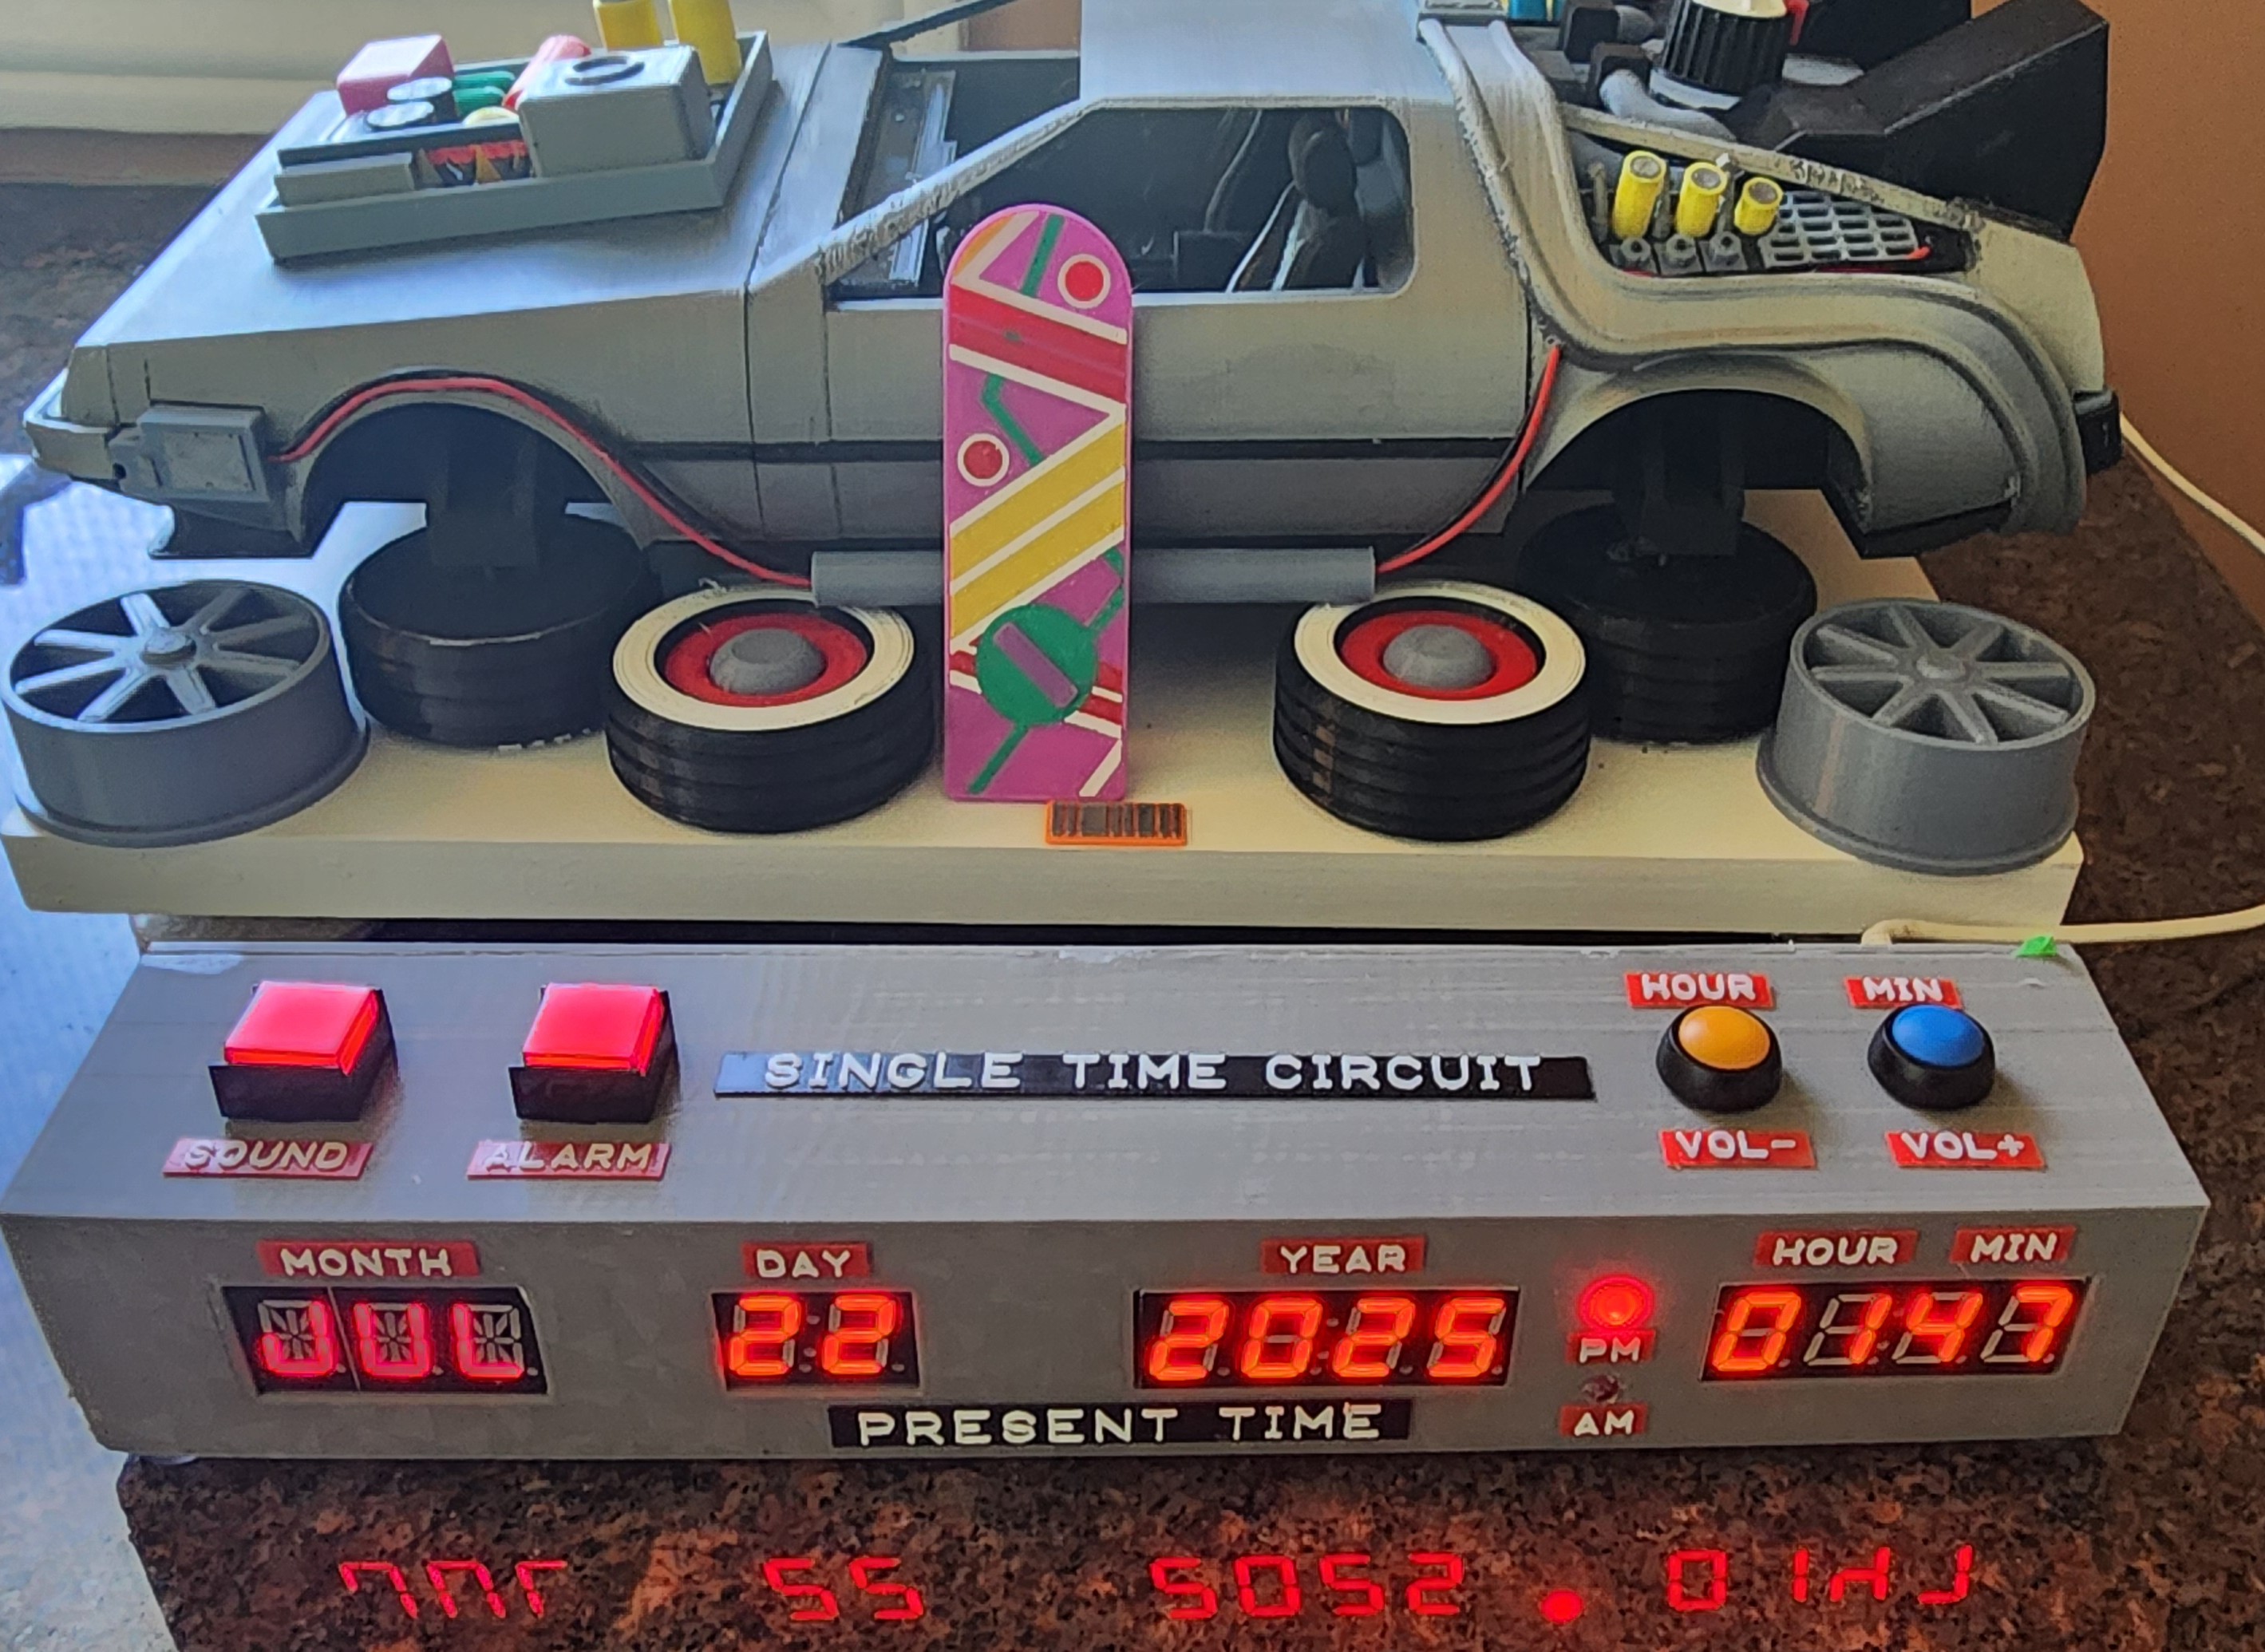 HOUR MIN
SINGLE TIME CIRCUIT
SOUND ALARM VOL- VOL+
MONTH DAY YEAR HOUR MIN
JUL 22 2025 PM 0147
PRESENT TIME AM